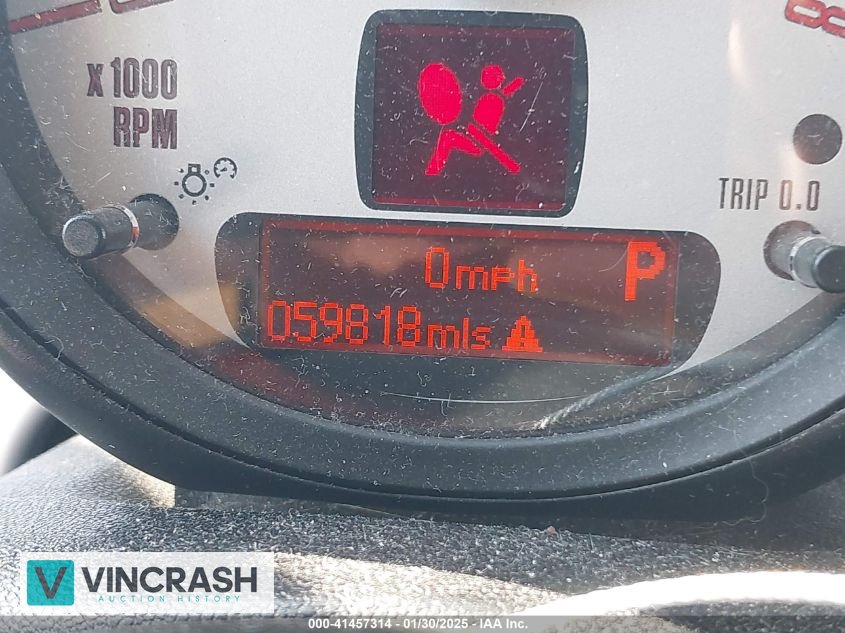 x 1000
RPM
TRIP 0.0
0mph
P
059818mls
V VINCRASH
AUCTION HISTORY
000-41457314 - 01/30/2025 - IAA Inc.